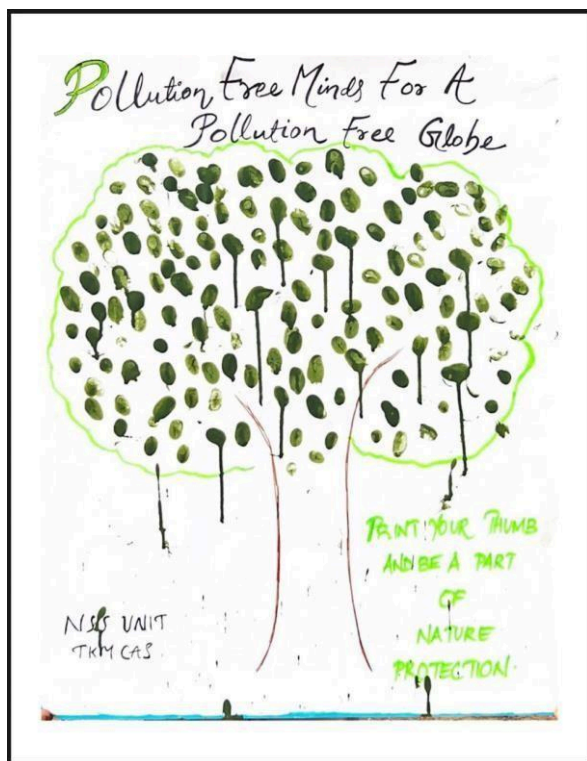 Pollution Free Minds For A
Pollution Free Globe
PRINT YOUR THUMB
AND BE A PART
OF
NATURE
PROTECTION.
NSS UNIT
TKM CAS